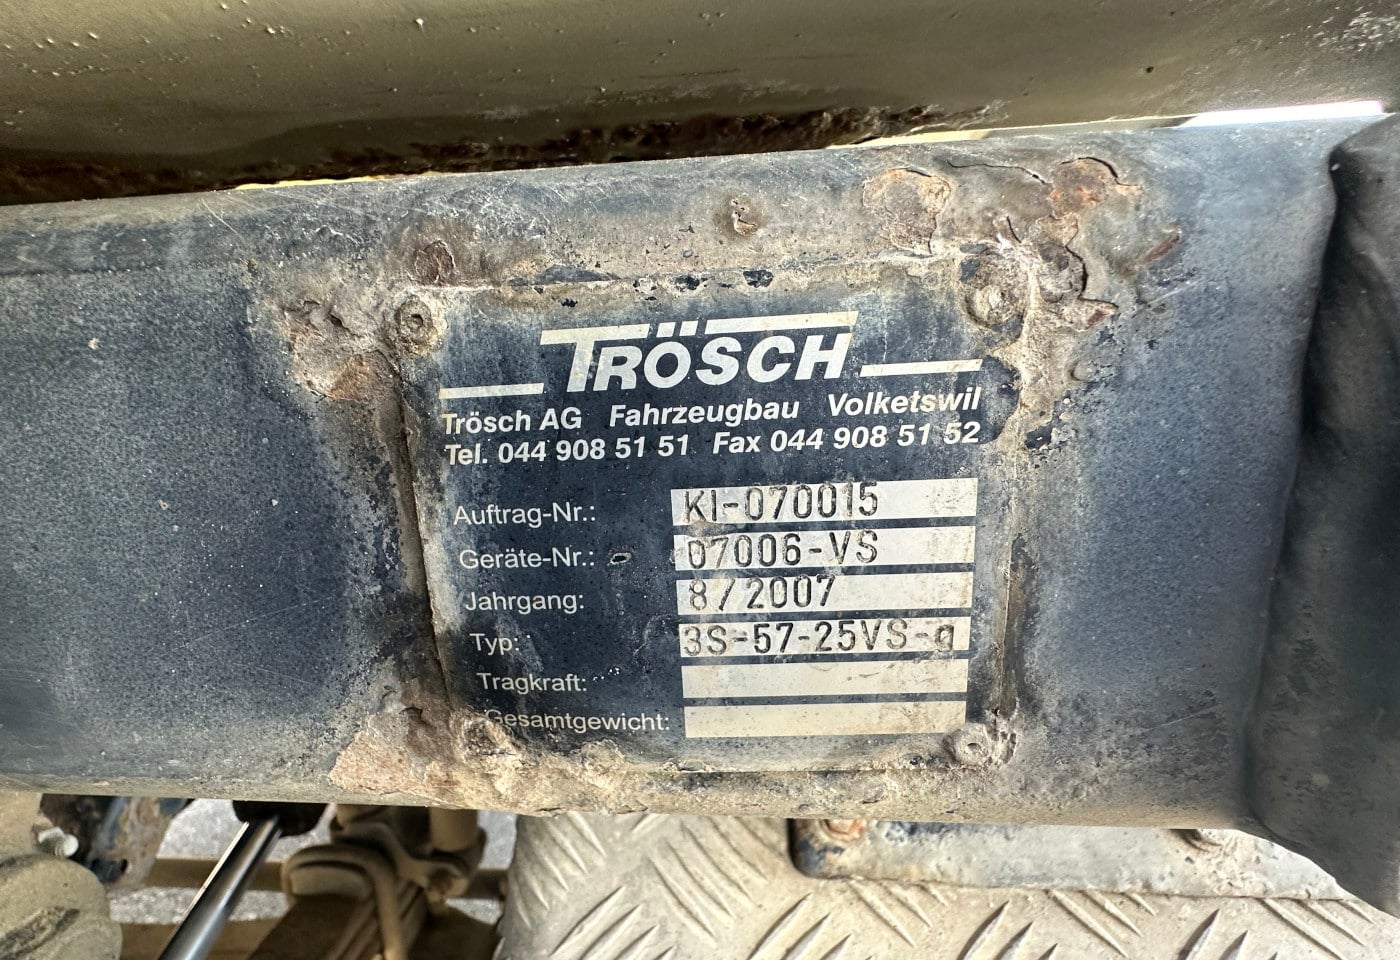 TRÖSCH
Trösch AG Fahrzeugbau Volketswil
Tel. 044 908 51 51 Fax 044 908 51 52
Auftrag-Nr.: KI-070015
Geräte-Nr.: 07006-VS
Jahrgang: 8/2007
Typ: 3S-57-25VS-g
Tragkraft:
Gesamtgewicht: